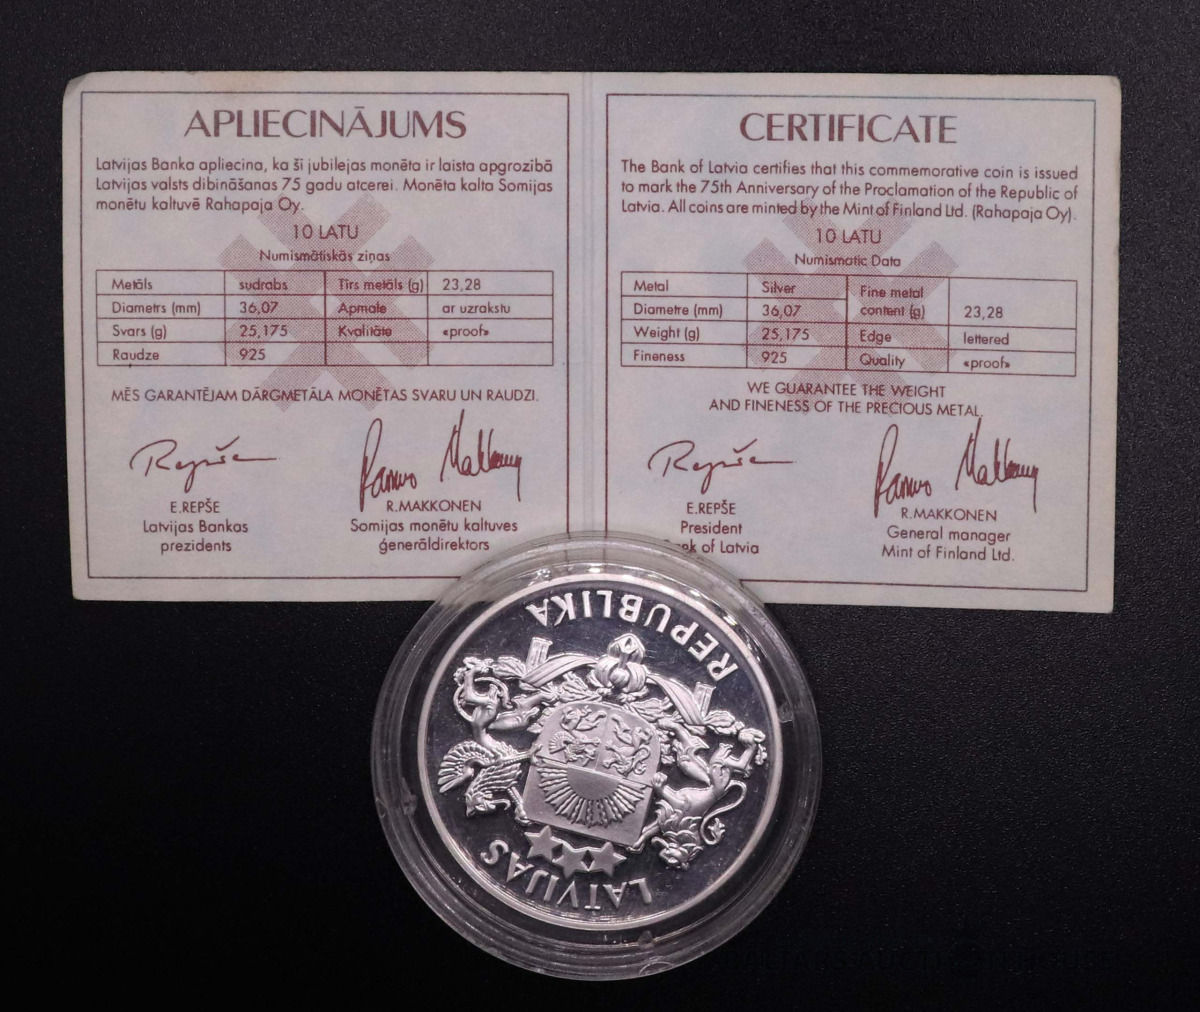 APLIECINĀJUMS
Latvijas Banka apliecina, ka šī jubilejas monēta ir laista apgrozībā
Latvijas valsts dibināšanas 75 gadu atcerei. Monēta kalta Somijas
monētu kaltuvē Rahapaja Oy.
10 LATU
Numismātiskās ziņas
Metāls sudrabs Tīrs metāls (g) 23,28
Diametrs (mm) 36,07 Apmale ar uzrakstu
Svars (g) 25,175 Kvalitāte «proof»
Raudze 925
MĒS GARANTĒJAM DĀRGMETĀLA MONĒTAS SVARU UN RAUDZI.
E.REPŠE
Latvijas Bankas
prezidents
R.MAKKONEN
Somijas monētu kaltuves
ģenerāldirektors
CERTIFICATE
The Bank of Latvia certifies that this commemorative coin is issued
to mark the 75th Anniversary of the Proclamation of the Republic of
Latvia. All coins are minted by the Mint of Finland Ltd. (Rahapaja Oy).
10 LATU
Numismatic Data
Metal Silver Fine metal content (g) 23,28
Diametre (mm) 36,07
Weight (g) 25,175 Edge lettered
Fineness 925 Quality «proof»
WE GUARANTEE THE WEIGHT
AND FINENESS OF THE PRECIOUS METAL.
E.REPŠE
President
of Latvia
R.MAKKONEN
General manager
Mint of Finland Ltd.
LATVIJAS
REPUBLIKA